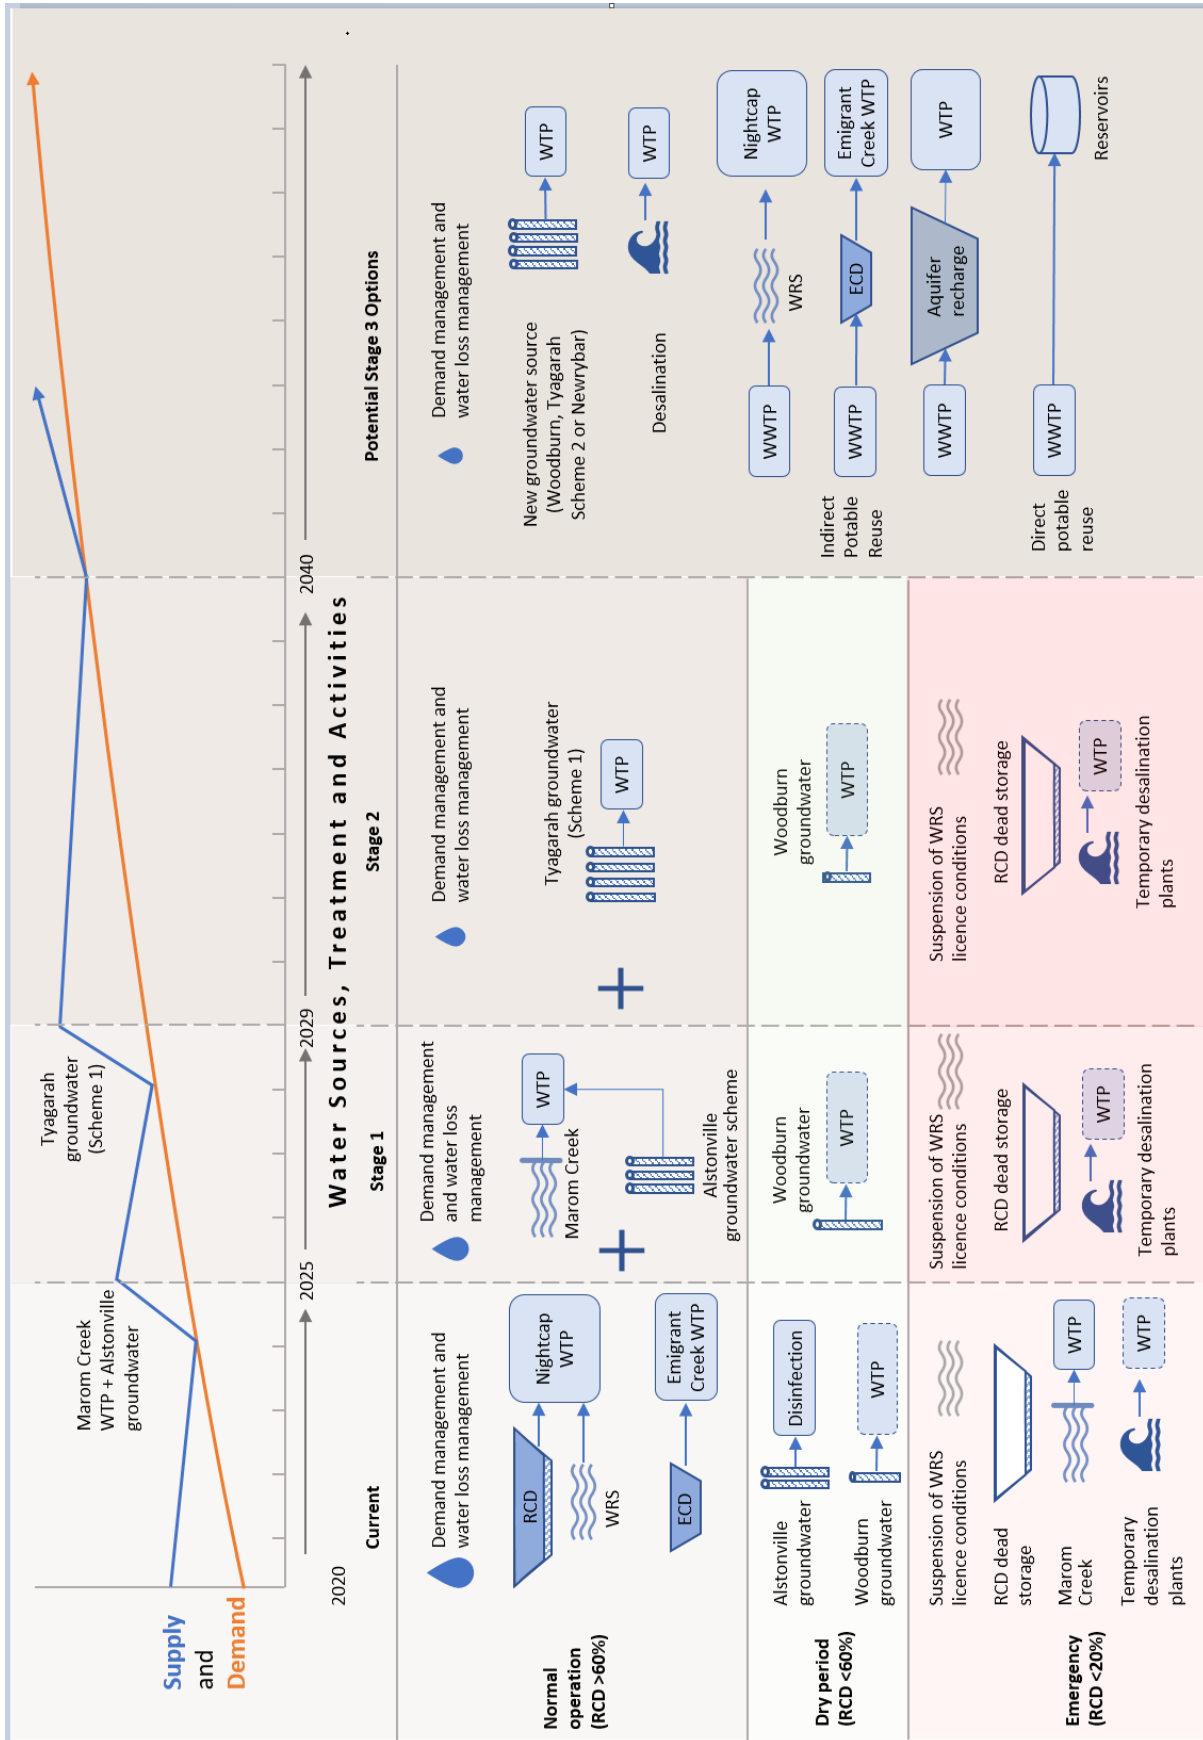 Supply
and
Demand
Marom Creek
WTP + Alstonville
groundwater
Tyagarah
groundwater
(Scheme 1)
2020
2025
2029
2040
Water Sources, Treatment and Activities
Current
Stage 1
Stage 2
Potential Stage 3 Options
Normal
operation
(RCD >60%)
Demand management and
water loss management
RCD
Nightcap
WTP
WRS
ECD
Emigrant
Creek WTP
Demand management
and water loss
management
Marom Creek
WTP
Alstonville
groundwater scheme
Demand management and
water loss management
Tyagarah groundwater
(Scheme 1)
WTP
Dry period
(RCD <60%)
Alstonville
groundwater
Disinfection
Woodburn
groundwater
WTP
Woodburn
groundwater
WTP
Woodburn
groundwater
WTP
Emergency
(RCD <20%)
Suspension of WRS
licence conditions
RCD dead
storage
Marom
Creek
WTP
Temporary
desalination
plants
WTP
Suspension of WRS
licence conditions
RCD dead storage
WTP
Temporary desalination
plants
Suspension of WRS
licence conditions
RCD dead storage
WTP
Temporary desalination
plants
Demand management and
water loss management
New groundwater source
(Woodburn, Tyagarah
Scheme 2 or Newrybar)
WTP
Desalination
WTP
Indirect
Potable
Reuse
WWTP
WRS
Nightcap
WTP
WWTP
ECD
Emigrant
Creek WTP
WWTP
Aquifer
recharge
WTP
Direct
potable
reuse
WWTP
Reservoirs